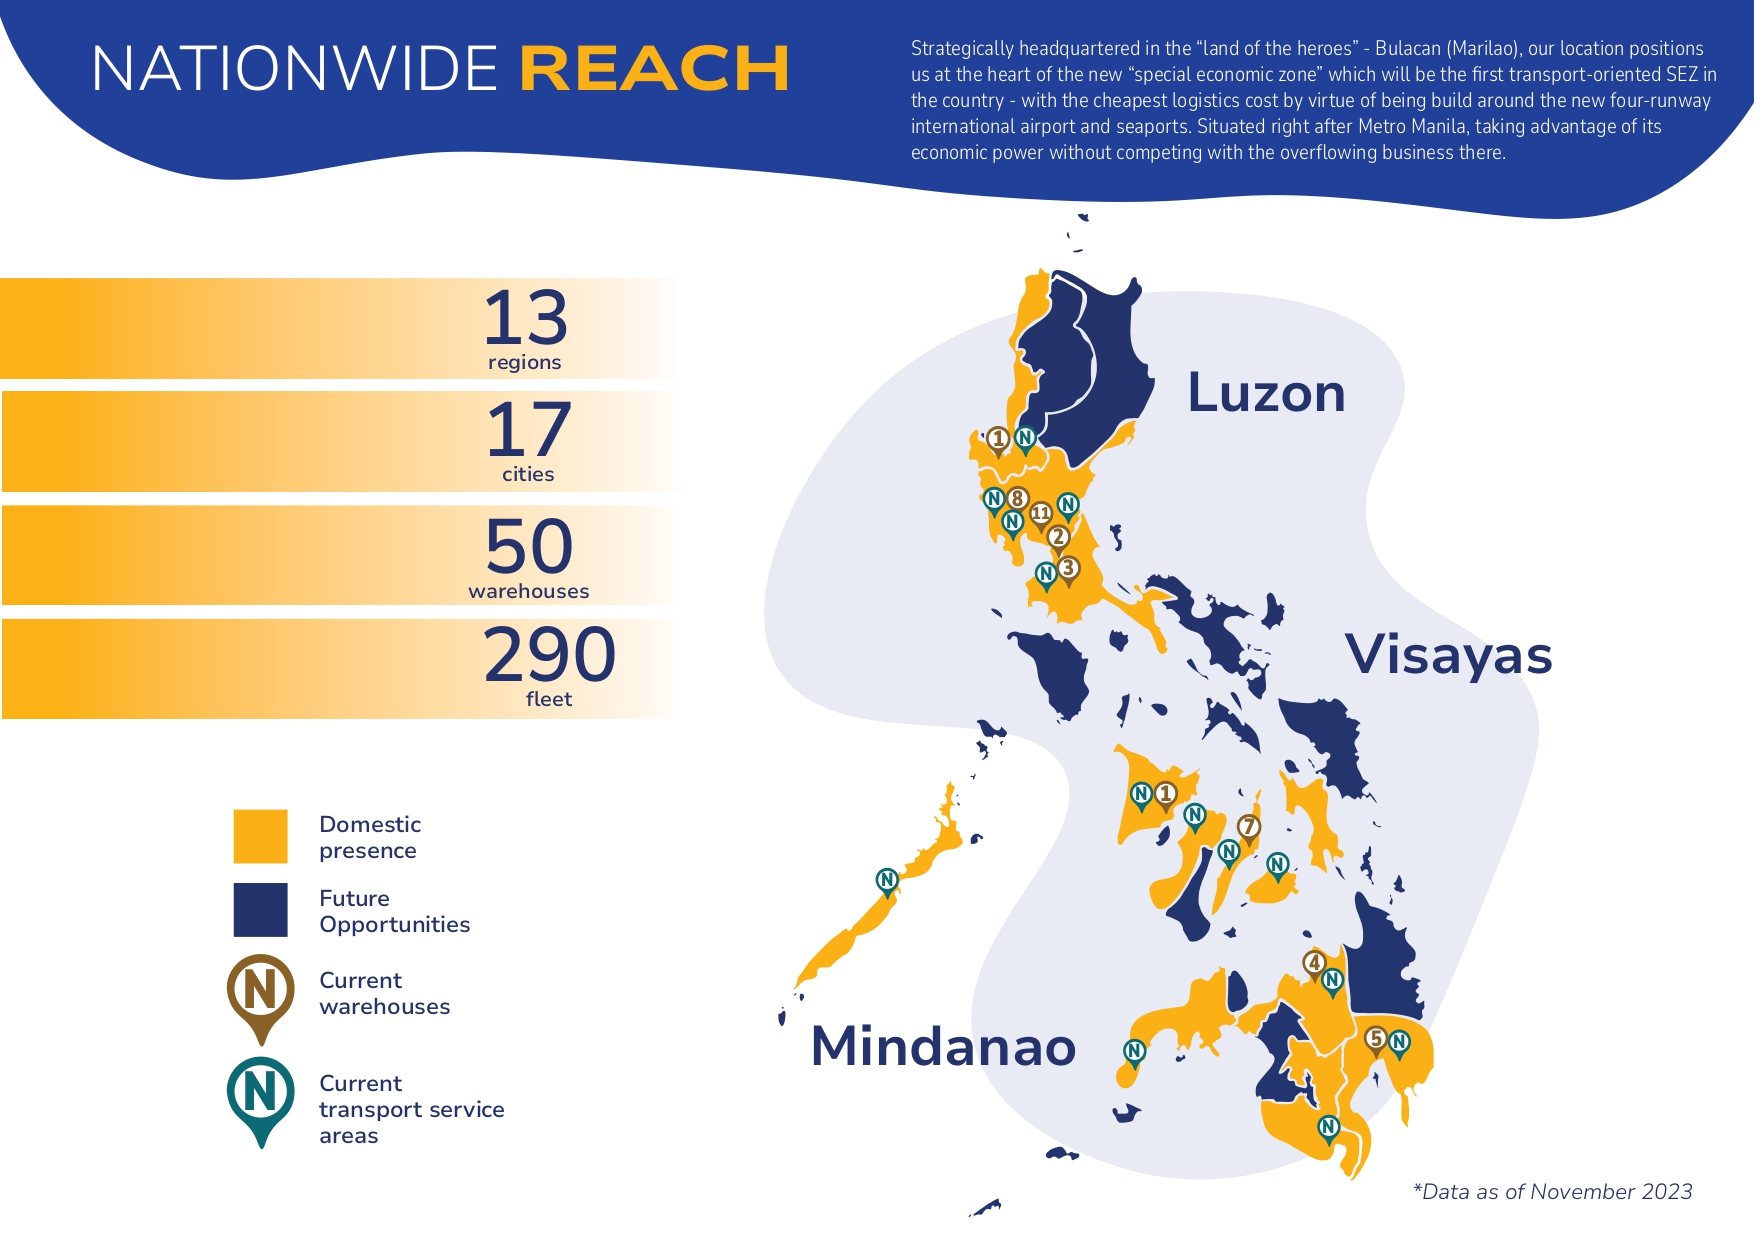 NATIONWIDE REACH
Strategically headquartered in the “land of the heroes” - Bulacan (Marilao), our location positions
us at the heart of the new “special economic zone” which will be the first transport-oriented SEZ in
the country - with the cheapest logistics cost by virtue of being build around the new four-runway
international airport and seaports. Situated right after Metro Manila, taking advantage of its
economic power without competing with the overflowing business there.
13
regions
17
cities
50
warehouses
290
fleet
Domestic
presence
Future
Opportunities
N
Current
warehouses
N
Current
transport service
areas
Luzon
1 N
N 8
N 11 N
2
N 3
Visayas
N 1
N
7
N
N
N
Mindanao
4
N
5 N
N
N
*Data as of November 2023